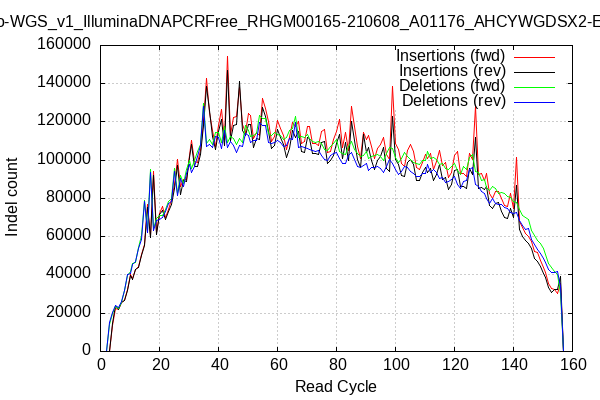 o-WGS_v1_IlluminaDNAPCRFree_RHGM00165-210608_A01176_AHCYWGDSX2-E
160000
140000
120000
100000
80000
60000
40000
20000
0
Indel count
Insertions (fwd)
Insertions (rev)
Deletions (fwd)
Deletions (rev)
0 20 40 60 80 100 120 140 160
Read Cycle